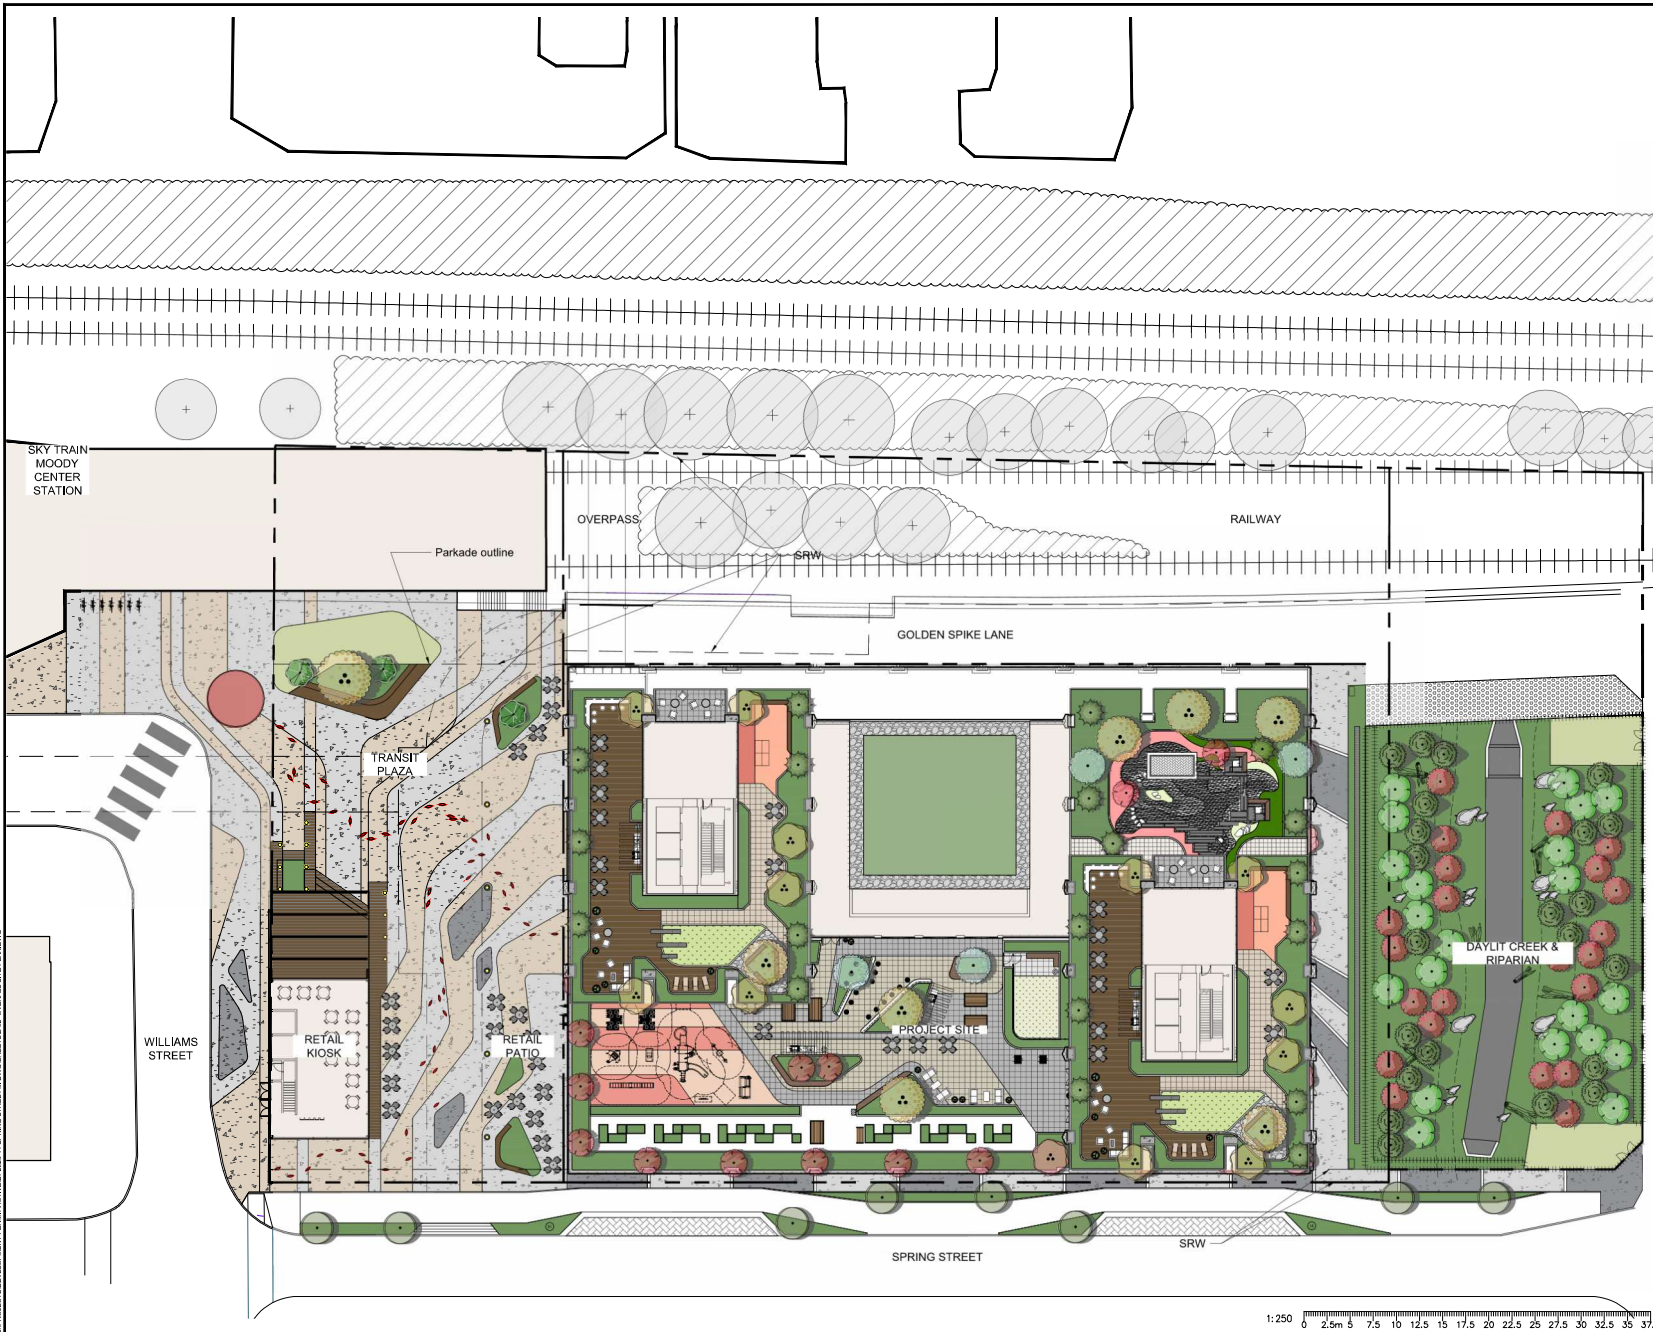 SKY TRAIN
MOODY
CENTER
STATION
OVERPASS
RAILWAY
Parkade outline
SRW
GOLDEN SPIKE LANE
TRANSIT
PLAZA
DAYLIT CREEK &
RIPARIAN
PROJECT SITE
WILLIAMS
STREET
RETAIL
KIOSK
RETAIL
PATIO
SRW
SPRING STREET
1:250
0 2.5m 5 7.5 10 12.5 15 17.5 20 22.5 25 27.5 30 32.5 35